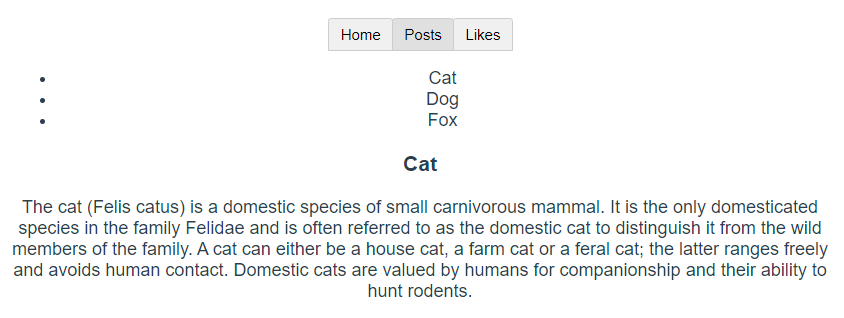 Home Posts Likes
Cat
Dog
Fox
Cat
The cat (Felis catus) is a domestic species of small carnivorous mammal. It is the only domesticated
species in the family Felidae and is often referred to as the domestic cat to distinguish it from the wild
members of the family. A cat can either be a house cat, a farm cat or a feral cat; the latter ranges freely
and avoids human contact. Domestic cats are valued by humans for companionship and their ability to
hunt rodents.